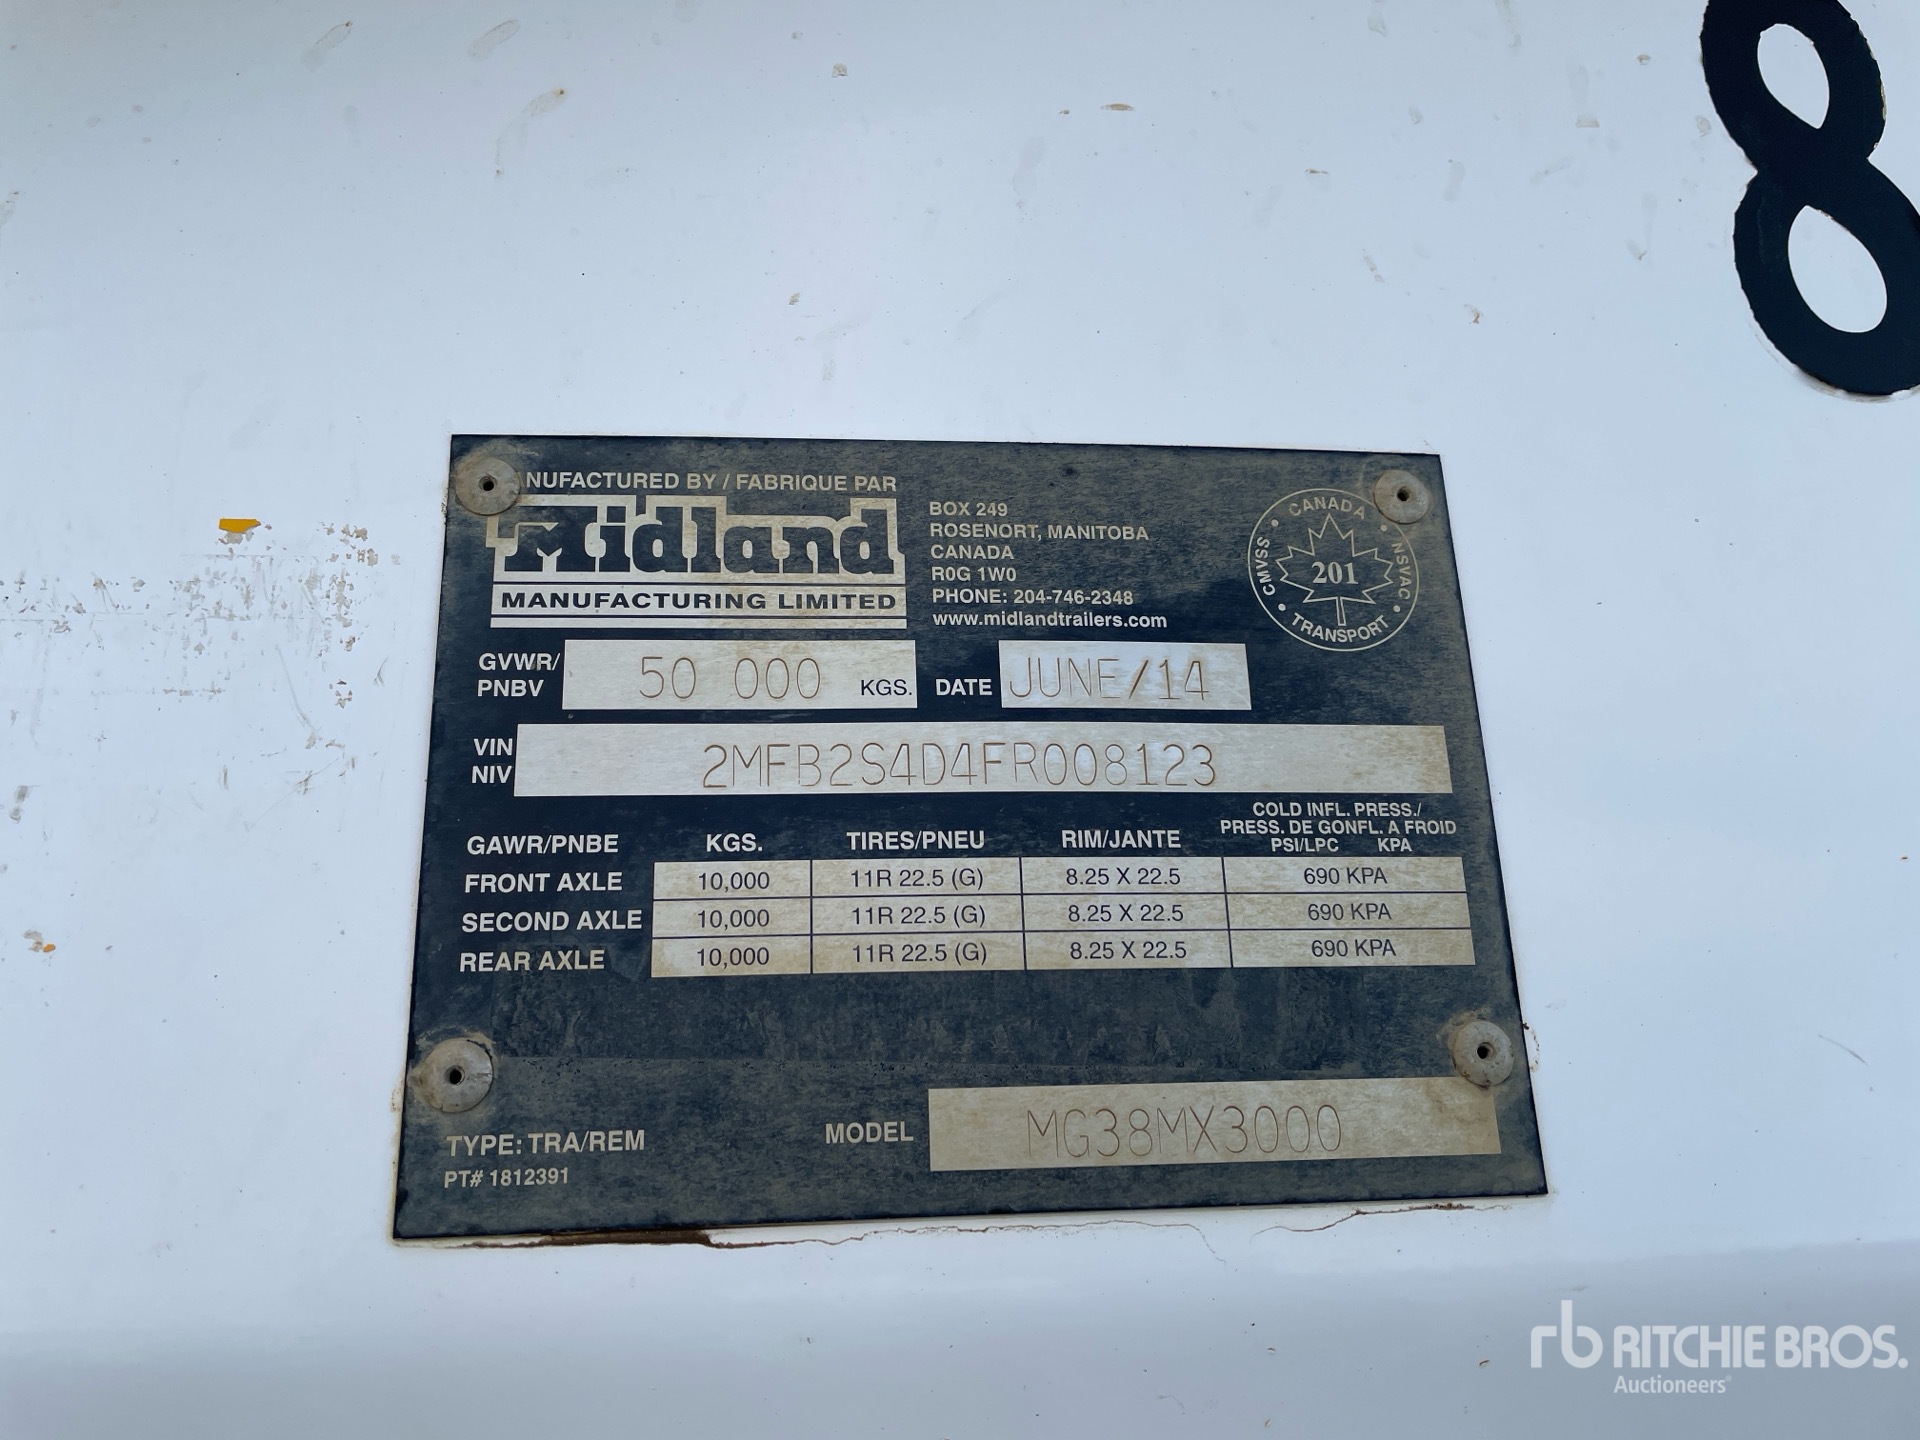 8
MANUFACTURED BY / FABRIQUE PAR
Midland
MANUFACTURING LIMITED
BOX 249
ROSENORT, MANITOBA
CANADA
R0G 1W0
PHONE: 204-746-2348
www.midlandtrailers.com
CANADA
CMVSS • 201 • NSVAC
TRANSPORT
GVWR/ 50 000 KGS. DATE JUNE/14
PNBV
VIN 2MFB2S4D4FR008123
NIV
COLD INFL. PRESS./
PRESS. DE GONFL. A FROID
GAWR/PNBE KGS. TIRES/PNEU RIM/JANTE PSI/LPC KPA
FRONT AXLE 10,000 11R 22.5 (G) 8.25 X 22.5 690 KPA
SECOND AXLE 10,000 11R 22.5 (G) 8.25 X 22.5 690 KPA
REAR AXLE 10,000 11R 22.5 (G) 8.25 X 22.5 690 KPA
TYPE: TRA/REM MODEL MG38MX3000
PT# 1812391
rb RITCHIE BROS.
Auctioneers